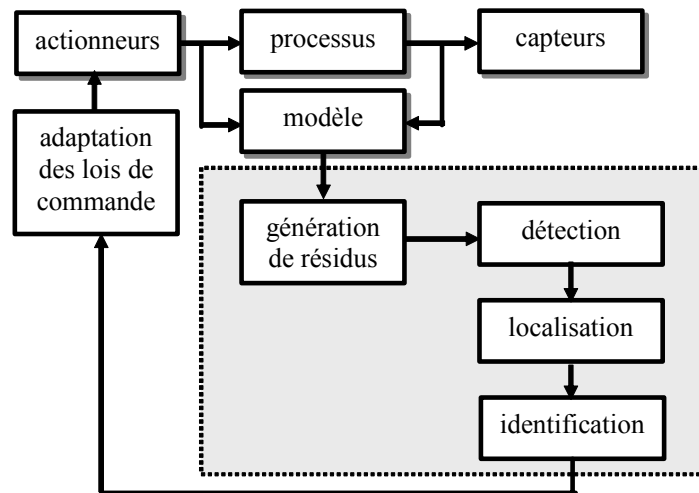 actionneurs
processus
capteurs
modèle
adaptation
des lois de
commande
génération
de résidus
détection
localisation
identification